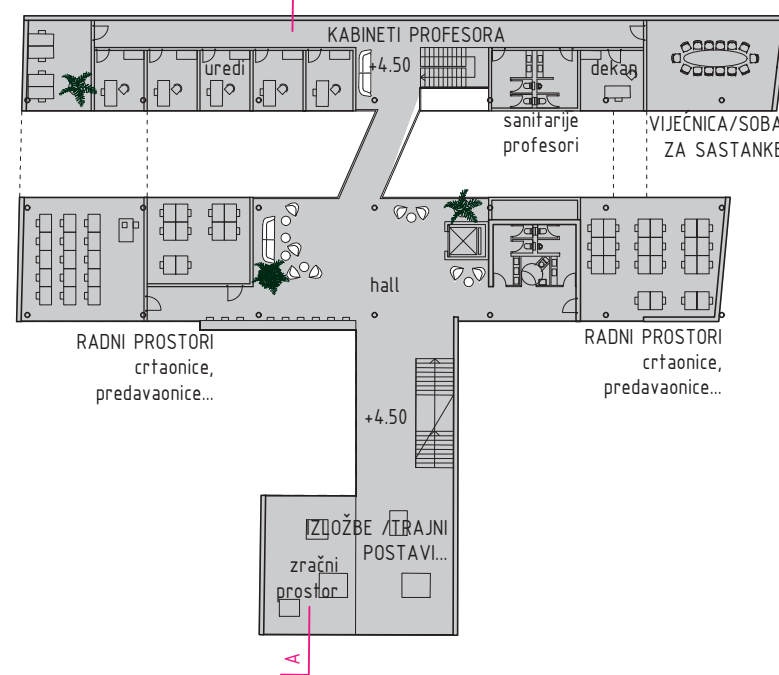 KABINETI PROFESORA
uredi
+4.50
dekan
sanitarije
profesori
VIJEĆNICA/SOBA
ZA SASTANKE
hall
RADNI PROSTORI
crtaonice,
predavaonice...
RADNI PROSTORI
crtaonice,
predavaonice...
+4.50
IZLOŽBE /TRAJNI
POSTAVI...
zračni
prostor
A